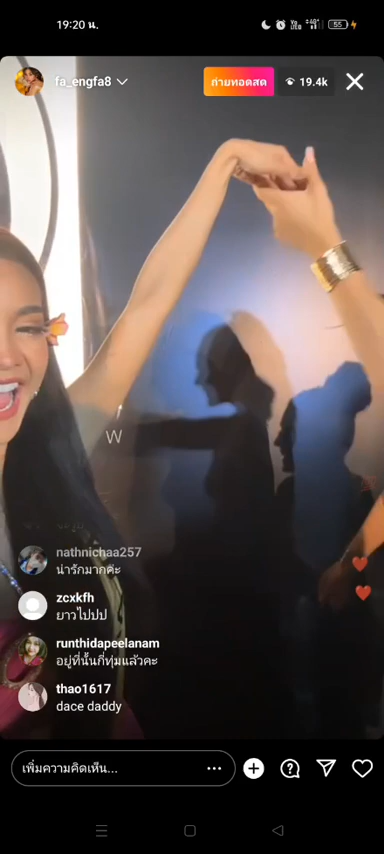 19:20 น.
Vo
LTE
4G+
55
fa_engfa8
ถ่ายทอดสด
19.4k
W
nathnichaa257
น่ารักมากค๊ะ
zcxkfh
ยาวไปปป
runthidapeelanam
อยู่ที่นั้นกี่ทุ่มแล้วคะ
thao1617
dace daddy
เพิ่มความคิดเห็น...